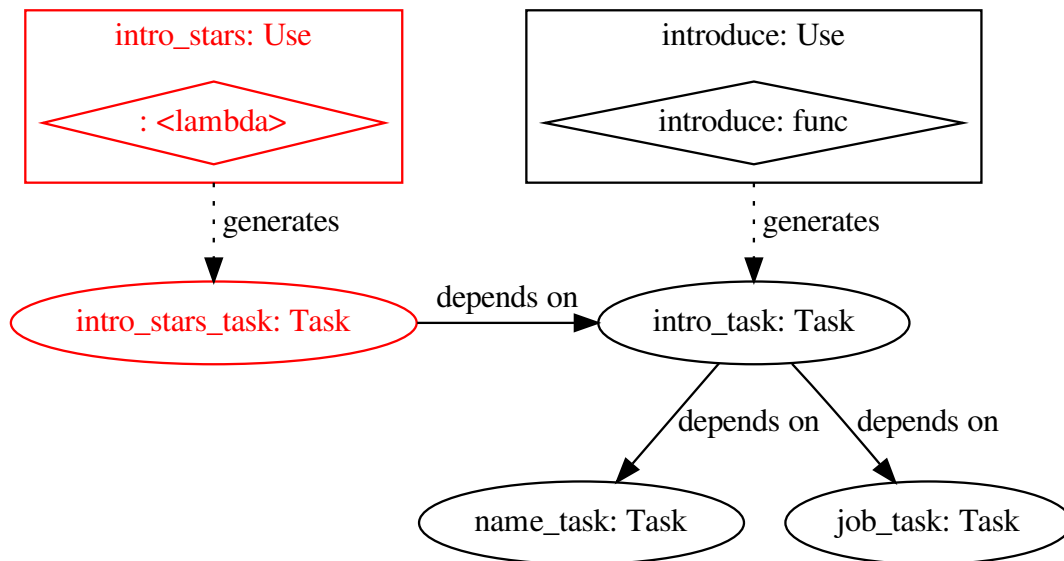 intro_stars: Use
introduce: Use
: <lambda>
introduce: func
generates
generates
depends on
intro_stars_task: Task
intro_task: Task
depends on
depends on
name_task: Task
job_task: Task